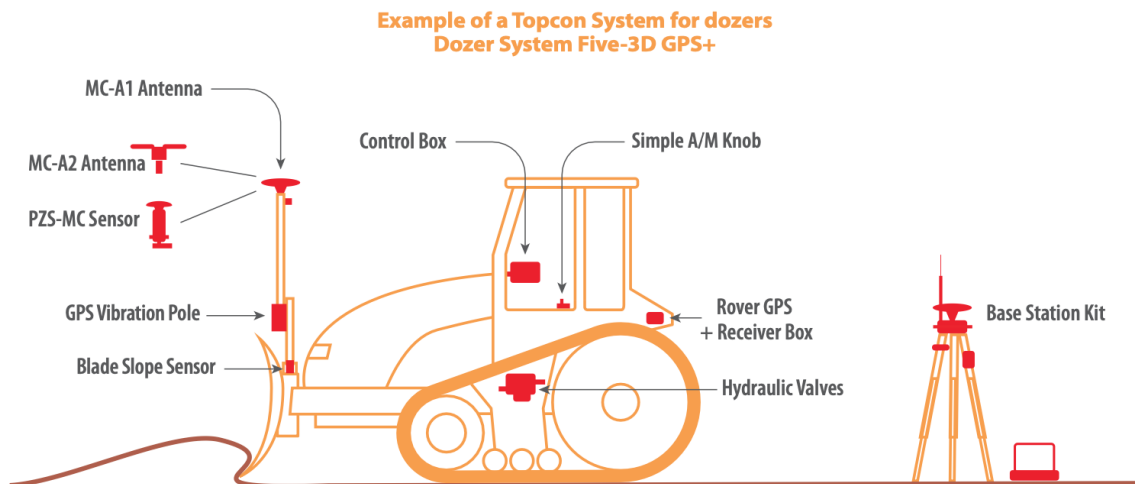 Example of a Topcon System for dozers
Dozer System Five-3D GPS+
MC-A1 Antenna
Control Box
Simple A/M Knob
MC-A2 Antenna
PZS-MC Sensor
GPS Vibration Pole
Rover GPS
+ Receiver Box
Base Station Kit
Blade Slope Sensor
Hydraulic Valves